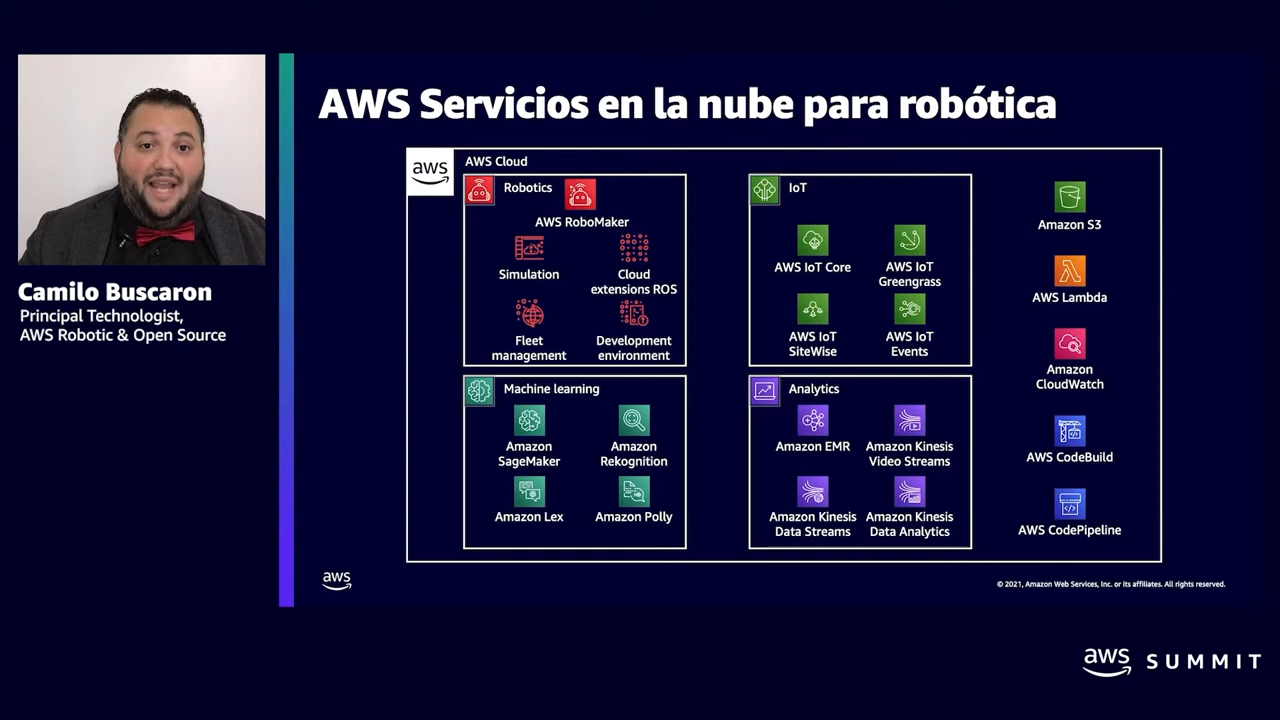 AWS Servicios en la nube para robótica
Camilo Buscaron
Principal Technologist,
AWS Robotic & Open Source
aws
AWS Cloud
Robotics
AWS RoboMaker
Simulation
Cloud
extensions ROS
Fleet
management
Development
environment
IoT
AWS IoT Core
AWS IoT
Greengrass
AWS IoT
SiteWise
AWS IoT
Events
Machine learning
Amazon
SageMaker
Amazon
Rekognition
Amazon Lex
Amazon Polly
Analytics
Amazon EMR
Amazon Kinesis
Video Streams
Amazon Kinesis
Data Streams
Amazon Kinesis
Data Analytics
Amazon S3
AWS Lambda
Amazon
CloudWatch
AWS CodeBuild
AWS CodePipeline
aws
© 2021, Amazon Web Services, Inc. or its affiliates. All rights reserved.
aws SUMMIT